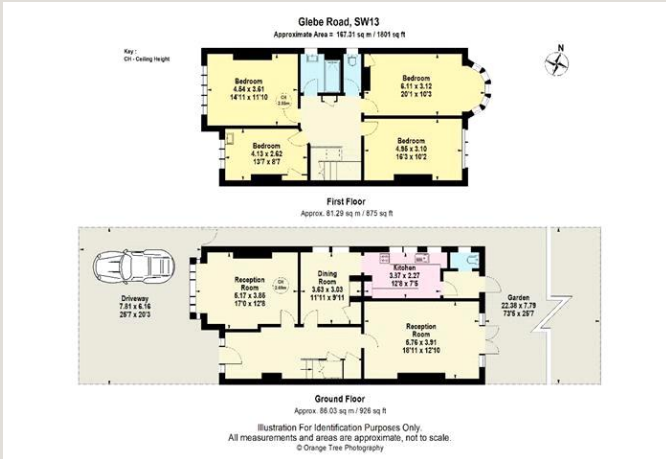 Glebe Road, SW13
Approximate Area = 167.31 sq m / 1801 sq ft
Key :
CH - Ceiling Height
N
Bedroom
4.54 x 3.61
14'11 x 11'10
CH
Bedroom
6.11 x 3.12
20'1 x 10'3
Bedroom
4.13 x 2.62
13'7 x 8'7
Bedroom
4.95 x 3.10
16'3 x 10'2
First Floor
Approx. 81.29 sq m / 875 sq ft
Driveway
7.81 x 6.16
25'7 x 20'3
Reception
Room
5.17 x 3.85
17'0 x 12'8
CH
Dining
Room
3.63 x 3.03
11'11 x 9'11
Kitchen
3.87 x 2.27
12'8 x 7'5
Reception
Room
5.76 x 3.91
18'11 x 12'10
Garden
22.38 x 7.79
73'5 x 25'7
Ground Floor
Approx. 86.03 sq m / 926 sq ft
Illustration For Identification Purposes Only.
All measurements and areas are approximate, not to scale.
© Orange Tree Photography